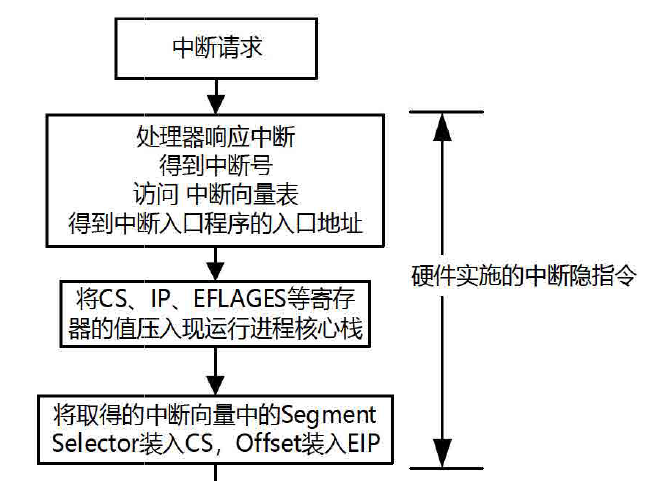 中断请求
处理器响应中断
得到中断号
访问 中断向量表
得到中断入口程序的入口地址
硬件实施的中断隐指令
将CS、IP、EFLAGES等寄存
器的值压入现运行进程核心栈
将取得的中断向量中的Segment
Selector装入CS，Offset装入EIP